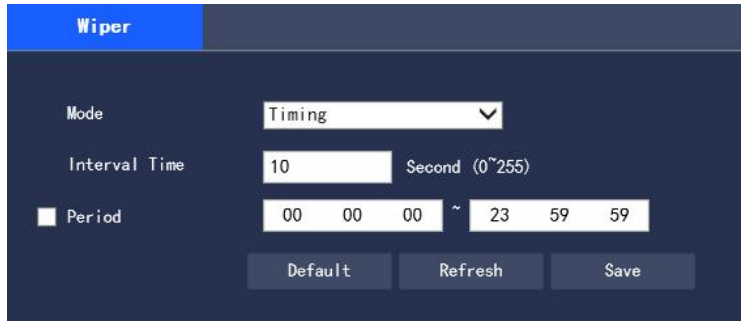 Wiper
Mode Timing
Interval Time 10 Second (0~255)
Period 00 00 00 ~ 23 59 59
Default Refresh Save